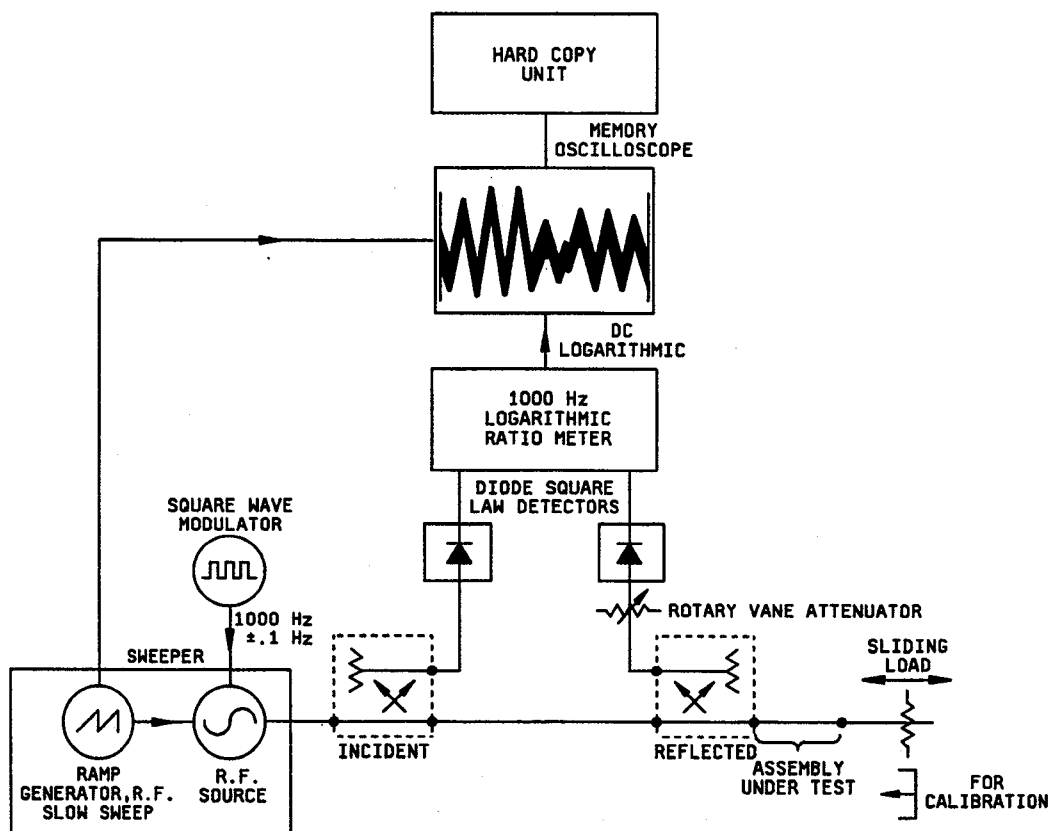 HARD COPY
UNIT
MEMORY
OSCILLOSCOPE
DC
LOGARITHMIC
1000 Hz
LOGARITHMIC
RATIO METER
DIODE SQUARE
LAW DETECTORS
SQUARE WAVE
MODULATOR
1000 Hz
±.1 Hz
ROTARY VANE ATTENUATOR
SWEEPER
SLIDING
LOAD
INCIDENT
REFLECTED
RAMP
GENERATOR,R.F.
SLOW SWEEP
R.F.
SOURCE
ASSEMBLY
UNDER TEST
FOR
CALIBRATION